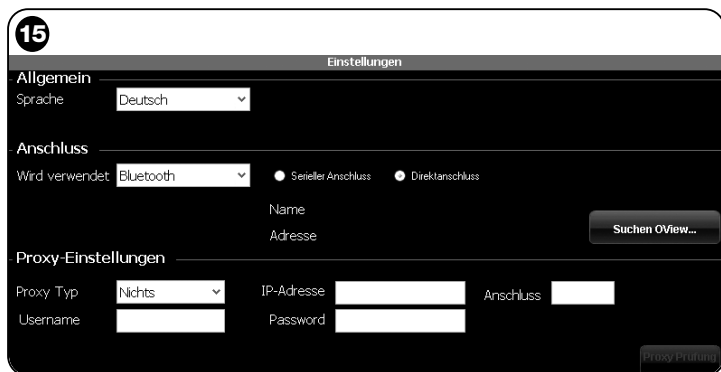 15
Einstellungen
Allgemein
Sprache Deutsch
Anschluss
Wird verwendet Bluetooth Serieller Anschluss Direktanschluss
Name
Adresse
Suchen OView...
Proxy-Einstellungen
Proxy Typ Nichts IP-Adresse Anschluss
Username Password
Proxy Prüfung